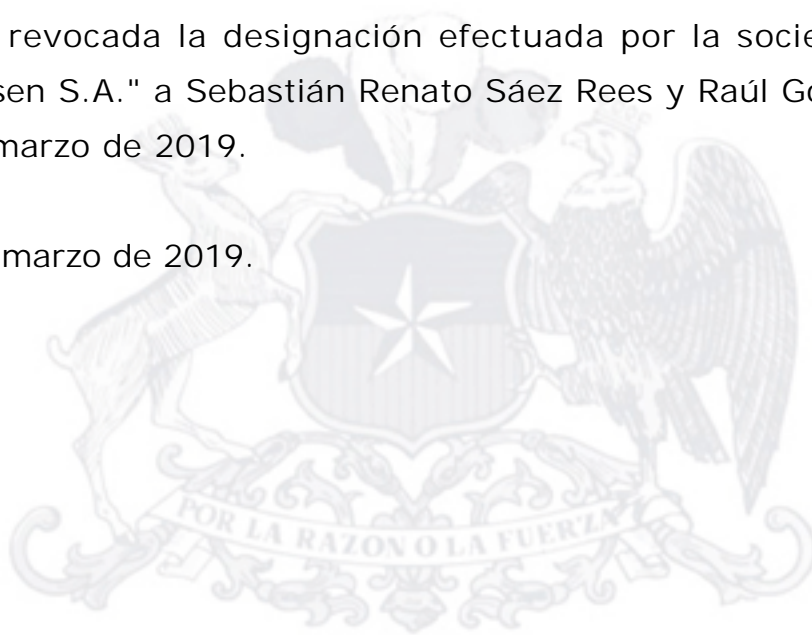 revocada la designación efectuada por la socie
sen S.A." a Sebastián Renato Sáez Rees y Raúl Go
marzo de 2019.
marzo de 2019.
POR LA RAZON O LA FUERZA